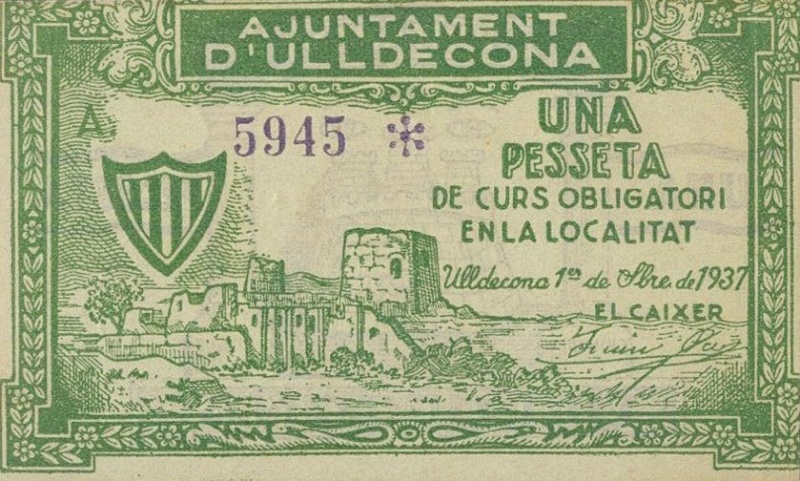 AJUNTAMENT
D'ULLDECONA
A
5945 *
UNA
PESSETA
DE CURS OBLIGATORI
EN LA LOCALITAT
Ulldecona 1er de Obre. de 1937
EL CAIXER